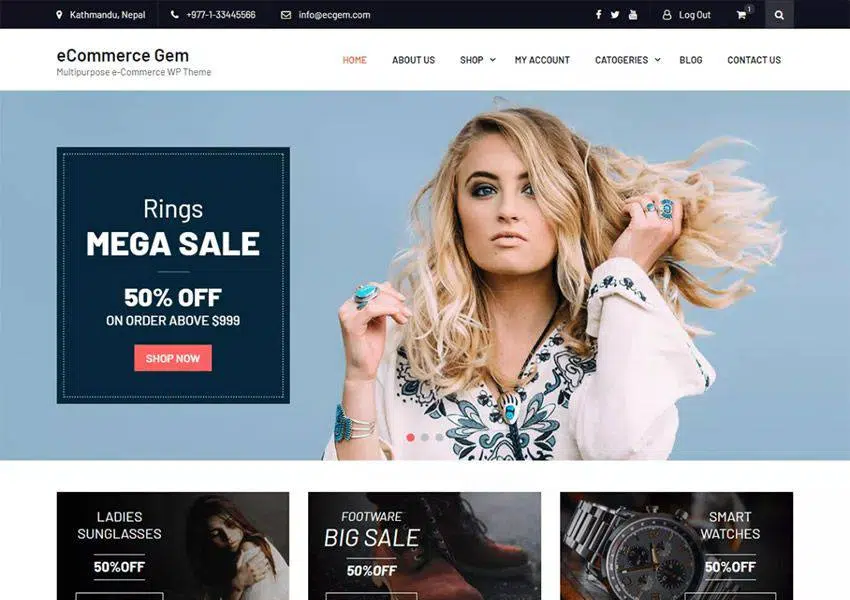 Kathmandu, Nepal +977-1-33445566 info@ecgem.com Log Out 1
eCommerce Gem
Multipurpose e-Commerce WP Theme
HOME ABOUT US SHOP MY ACCOUNT CATOGERIES BLOG CONTACT US
Rings
MEGA SALE
50% OFF
ON ORDER ABOVE $999
SHOP NOW
LADIES
SUNGLASSES
50%OFF
FOOTWARE
BIG SALE
50%OFF
SMART
WATCHES
50%OFF